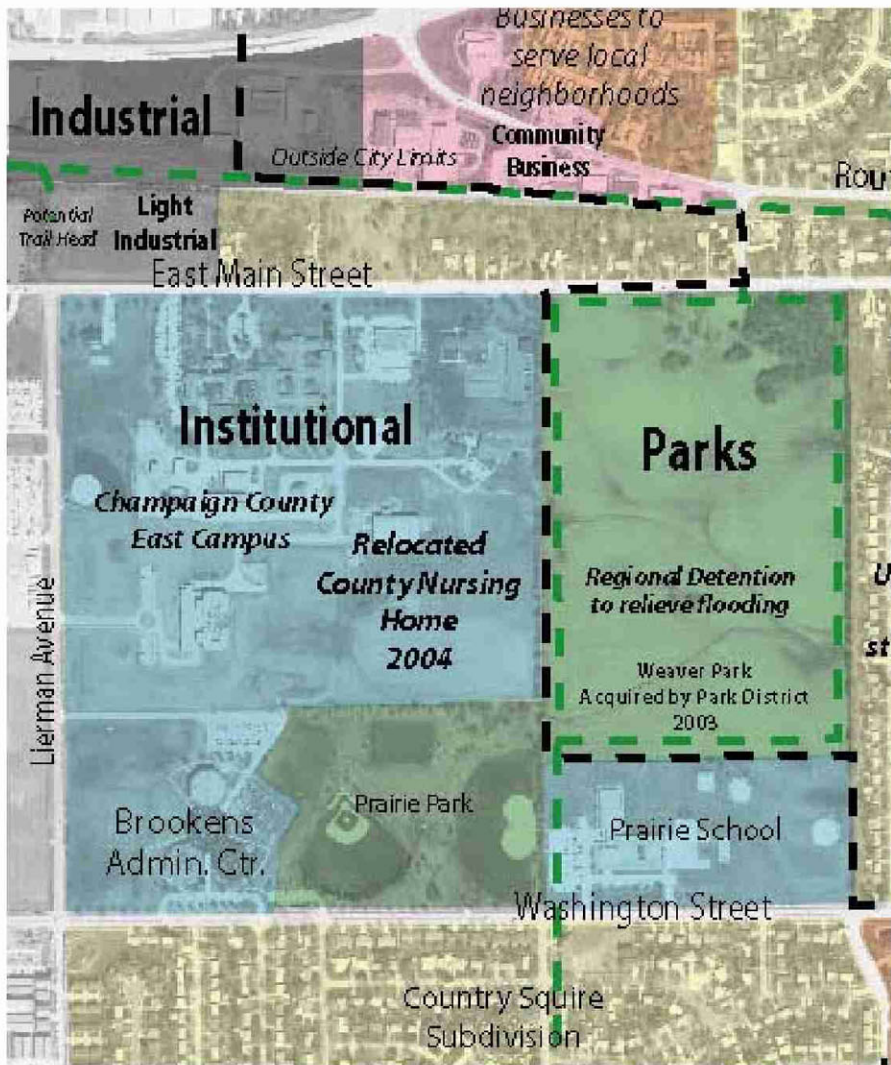 Businesses to
serve local
neighborhoods
Industrial
Community
Business
Outside City Limits
Rou
Potential
Trail Head
Light
Industrial
East Main Street
Institutional
Parks
Champaign County
East Campus
Relocated
County Nursing
Home
2004
Regional Detention
to relieve flooding
U
st
Lierman Avenue
Weaver Park
Acquired by Park District
2003
Prairie Park
Brookens
Admin. Ctr.
Prairie School
Washington Street
Country Squire
Subdivision